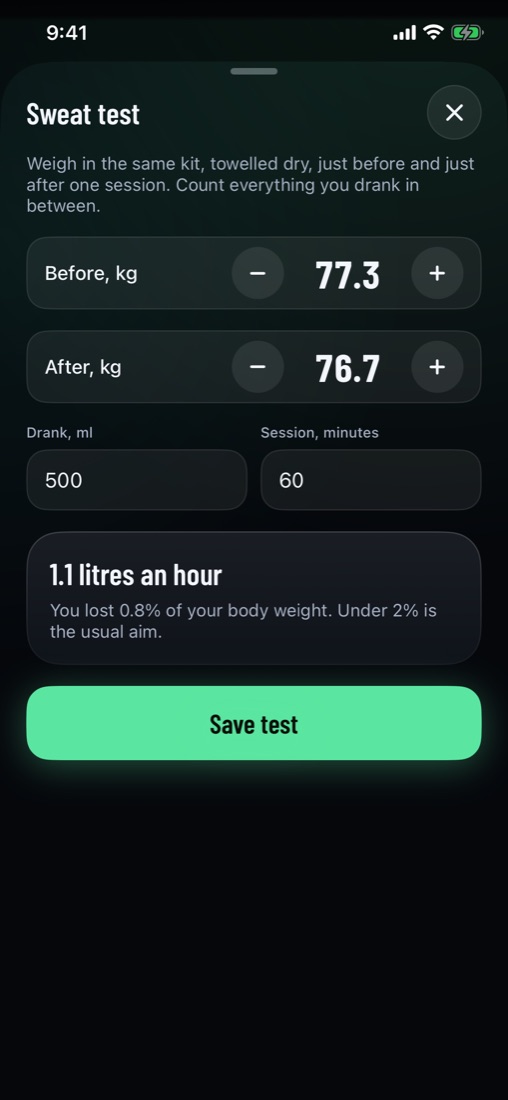 9:41
Sweat test
Weigh in the same kit, towelled dry, just before and just
after one session. Count everything you drank in
between.
Before, kg − 77.3 +
After, kg − 76.7 +
Drank, ml Session, minutes
500 60
1.1 litres an hour
You lost 0.8% of your body weight. Under 2% is
the usual aim.
Save test